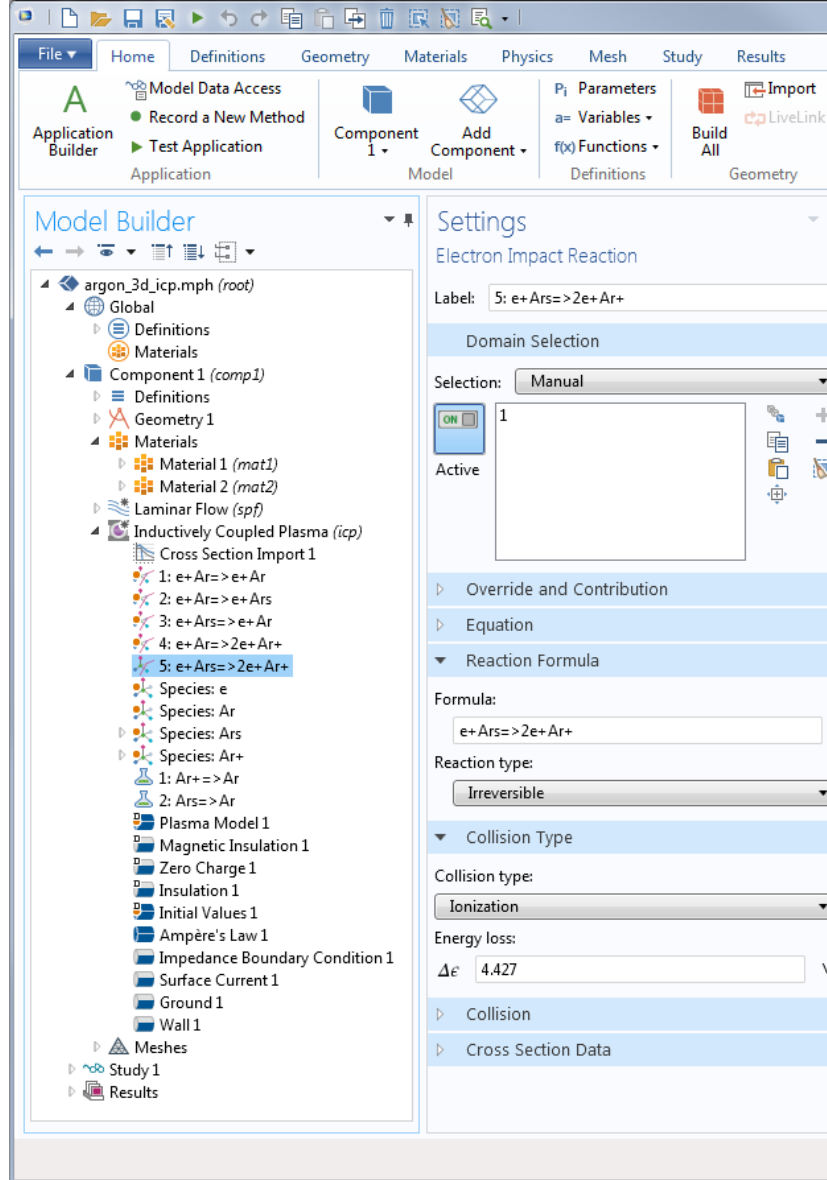 File
Home Definitions Geometry Materials Physics Mesh Study Results
A Application Builder
Model Data Access
Record a New Method
Test Application
Application
Component 1
Add Component
Model
Pi Parameters
a= Variables
f(x) Functions
Definitions
Build All
Import
LiveLink
Geometry
Model Builder
argon_3d_icp.mph (root)
Global
Definitions
Materials
Component 1 (comp1)
Definitions
Geometry 1
Materials
Material 1 (mat1)
Material 2 (mat2)
Laminar Flow (spf)
Inductively Coupled Plasma (icp)
Cross Section Import 1
1: e+Ar=>e+Ar
2: e+Ar=>e+Ars
3: e+Ars=>e+Ar
4: e+Ar=>2e+Ar+
5: e+Ars=>2e+Ar+
Species: e
Species: Ar
Species: Ars
Species: Ar+
1: Ar+=>Ar
2: Ars=>Ar
Plasma Model 1
Magnetic Insulation 1
Zero Charge 1
Insulation 1
Initial Values 1
Ampère's Law 1
Impedance Boundary Condition 1
Surface Current 1
Ground 1
Wall 1
Meshes
Study 1
Results
Settings
Electron Impact Reaction
Label: 5: e+Ars=>2e+Ar+
Domain Selection
Selection: Manual
ON
1
Active
Override and Contribution
Equation
Reaction Formula
Formula:
e+Ars=>2e+Ar+
Reaction type:
Irreversible
Collision Type
Collision type:
Ionization
Energy loss:
Δϵ 4.427
Collision
Cross Section Data